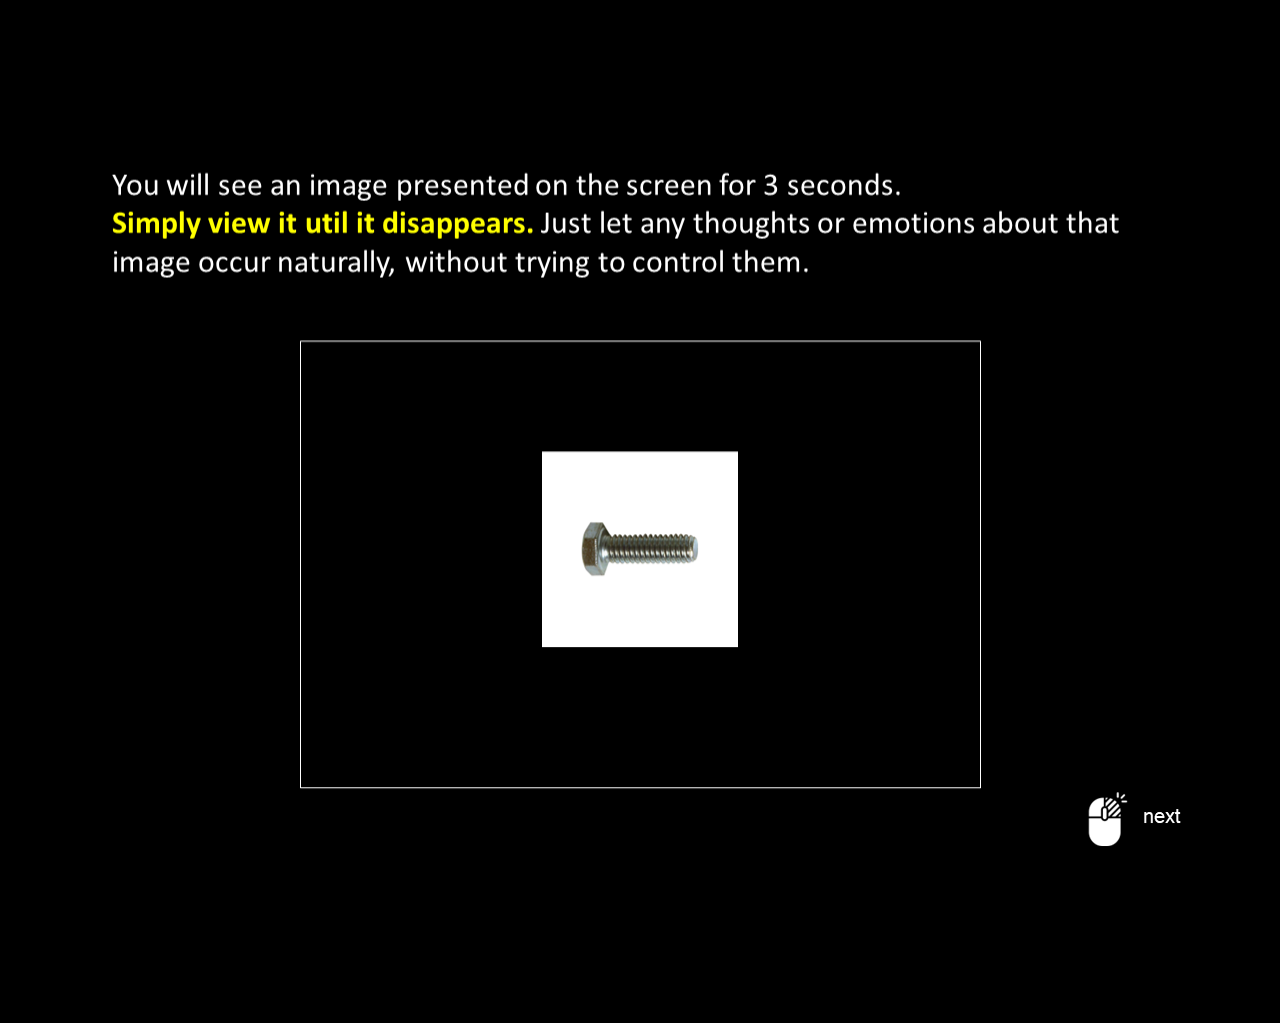 You will see an image presented on the screen for 3 seconds.
Simply view it util it disappears. Just let any thoughts or emotions about that
image occur naturally, without trying to control them.
next